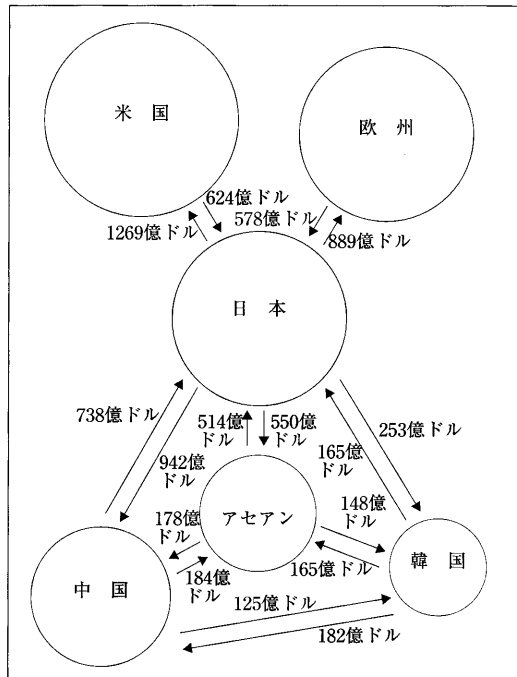 米 国
欧 州
624億ドル
578億ドル
1269億ドル
889億ドル
日 本
738億ドル
514億
ドル
550億
ドル
253億ドル
942億
ドル
165億
ドル
178億
ドル
アセアン
148億
ドル
184億
ドル
165億ドル
中 国
韓 国
125億ドル
182億ドル